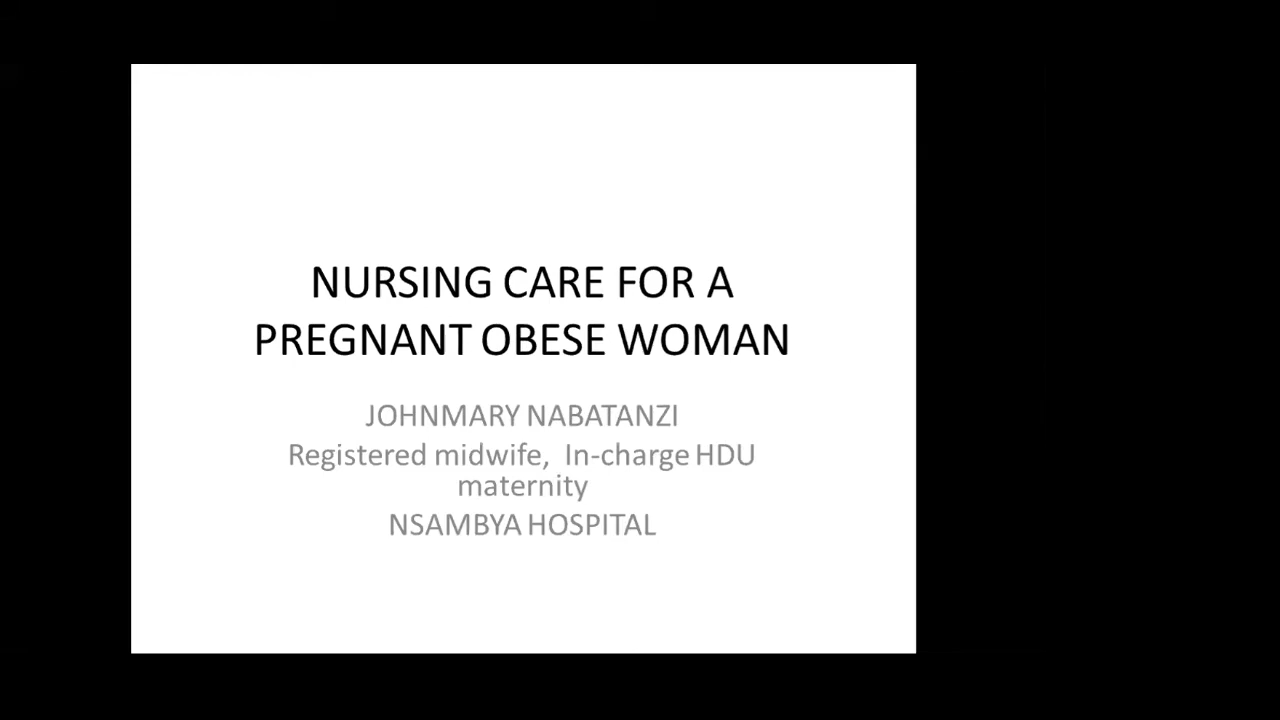 NURSING CARE FOR A
PREGNANT OBESE WOMAN
JOHNMARY NABATANZI
Registered midwife,  In-charge HDU
maternity
NSAMBYA HOSPITAL